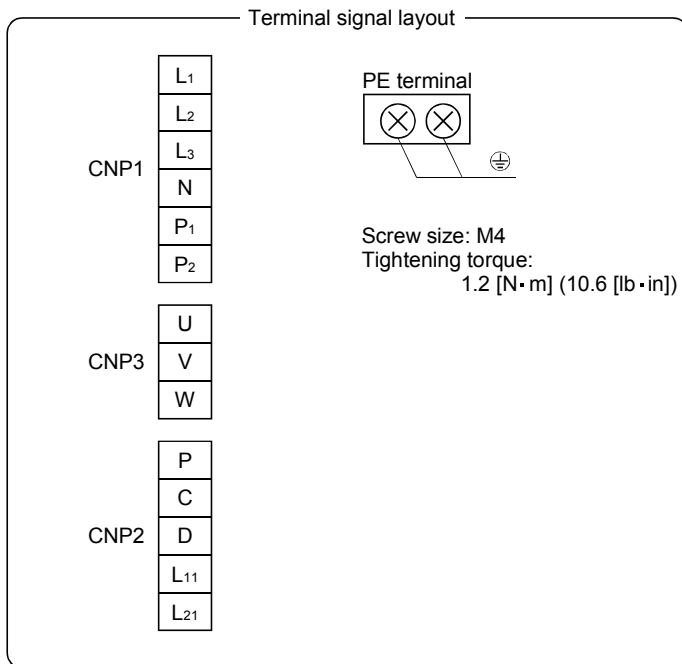 Terminal signal layout
CNP1
L1
L2
L3
N
P1
P2
CNP3
U
V
W
CNP2
P
C
D
L11
L21
PE terminal
Screw size: M4
Tightening torque:
1.2 [N▪m] (10.6 [lb▪in])